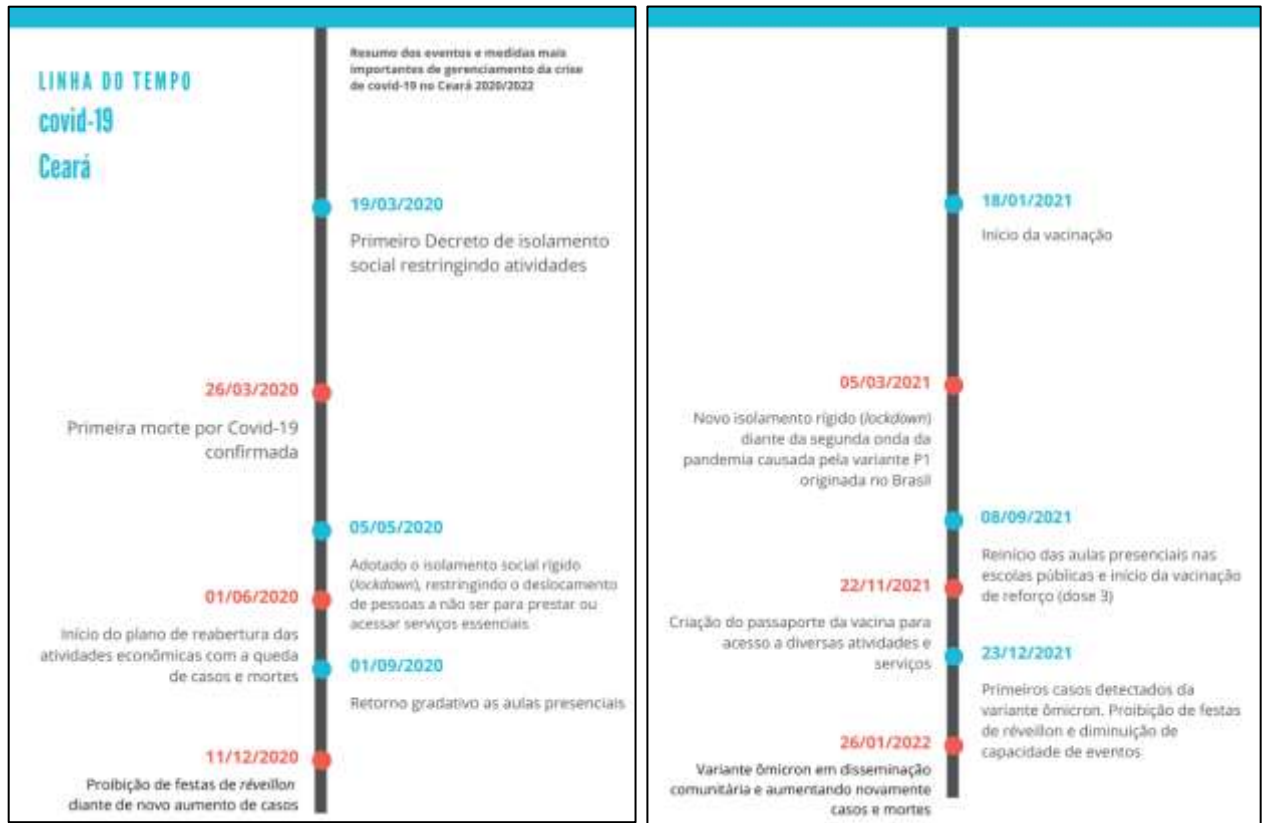 LINHA DO TEMPO
covid-19
Ceará
Resumo dos eventos e medidas mais
importantes de gerenciamento da crise
de covid-19 no Ceará 2020/2022
19/03/2020
Primeiro Decreto de isolamento
social restringindo atividades
26/03/2020
Primeira morte por Covid-19
confirmada
05/05/2020
Adotado o isolamento social rígido
(lockdown), restringindo o deslocamento
de pessoas a não ser para prestar ou
acessar serviços essenciais
01/06/2020
Início do plano de reabertura das
atividades econômicas com a queda
de casos e mortes
01/09/2020
Retorno gradativo as aulas presenciais
11/12/2020
Proibição de festas de réveillon
diante de novo aumento de casos
18/01/2021
Início da vacinação
05/03/2021
Novo isolamento rígido (lockdown)
diante da segunda onda da
pandemia causada pela variante P1
originada no Brasil
08/09/2021
Reinício das aulas presenciais nas
escolas públicas e início da vacinação
de reforço (dose 3)
22/11/2021
Criação do passaporte da vacina para
acesso a diversas atividades e
serviços
23/12/2021
Primeiros casos detectados da
variante ômicron. Proibição de festas
de réveillon e diminuição de
capacidade de eventos
26/01/2022
Variante ômicron em disseminação
comunitária e aumentando novamente
casos e mortes